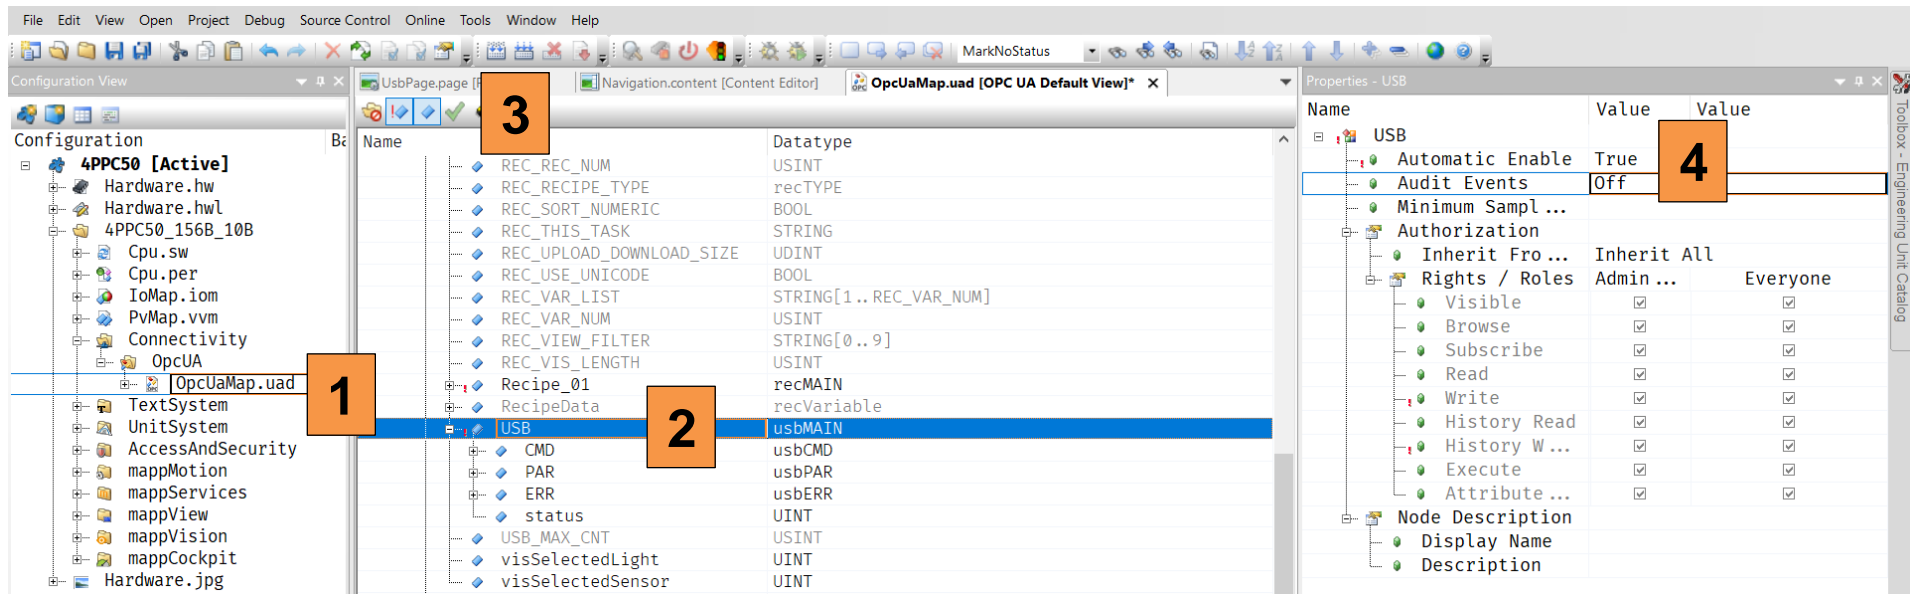 File Edit View Open Project Debug Source Control Online Tools Window Help
MarkNoStatus
Configuration View
Configuration Ba
4PPC50 [Active]
Hardware.hw
Hardware.hwl
4PPC50_156B_10B
Cpu.sw
Cpu.per
IoMap.iom
PvMap.vvm
Connectivity
OpcUA
OpcUaMap.uad
TextSystem
UnitSystem
AccessAndSecurity
mappMotion
mappServices
mappView
mappVision
mappCockpit
Hardware.jpg
1
UsbPage.page [ Navigation.content [Content Editor] OpcUaMap.uad [OPC UA Default View]*
3
Name Datatype
REC_REC_NUM USINT
REC_RECIPE_TYPE recTYPE
REC_SORT_NUMERIC BOOL
REC_THIS_TASK STRING
REC_UPLOAD_DOWNLOAD_SIZE UDINT
REC_USE_UNICODE BOOL
REC_VAR_LIST STRING[1..REC_VAR_NUM]
REC_VAR_NUM USINT
REC_VIEW_FILTER STRING[0..9]
REC_VIS_LENGTH USINT
Recipe_01 recMAIN
RecipeData recVariable
USB usbMAIN
2
CMD usbCMD
PAR usbPAR
ERR usbERR
status UINT
USB_MAX_CNT USINT
visSelectedLight UINT
visSelectedSensor UINT
Properties - USB
Name Value Value
USB
Automatic Enable True
4
Audit Events Off
Minimum Sampl...
Authorization
Inherit Fro... Inherit All
Rights / Roles Admin... Everyone
Visible
Browse
Subscribe
Read
Write
History Read
History W...
Execute
Attribute...
Node Description
Display Name
Description
Toolbox - Engineering Unit Catalog